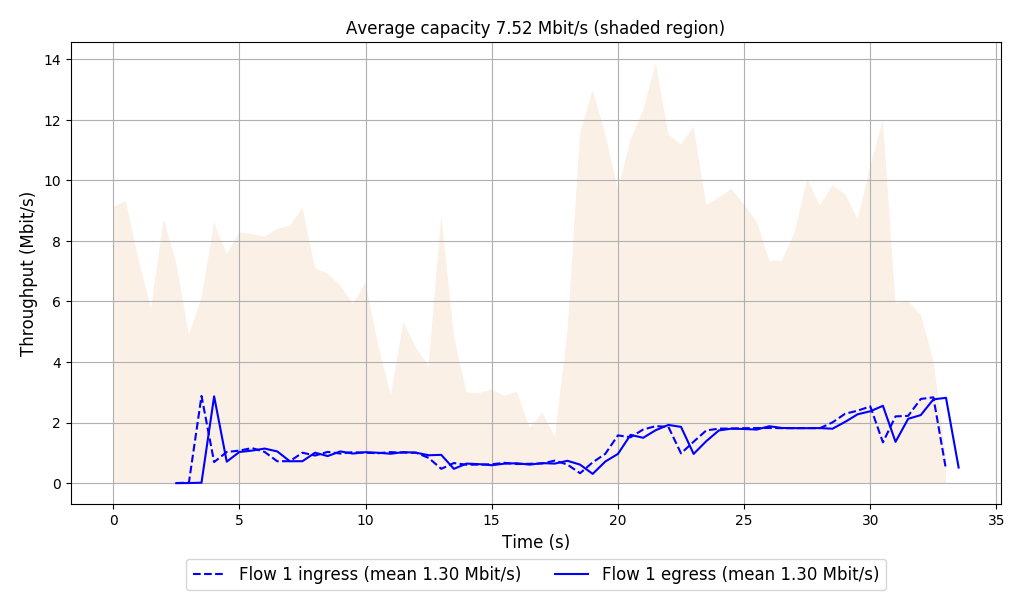 Average capacity 7.52 Mbit/s (shaded region)
Throughput (Mbit/s)
14
12
10
8
6
4
2
0
0 5 10 15 20 25 30 35
Time (s)
Flow 1 ingress (mean 1.30 Mbit/s) Flow 1 egress (mean 1.30 Mbit/s)